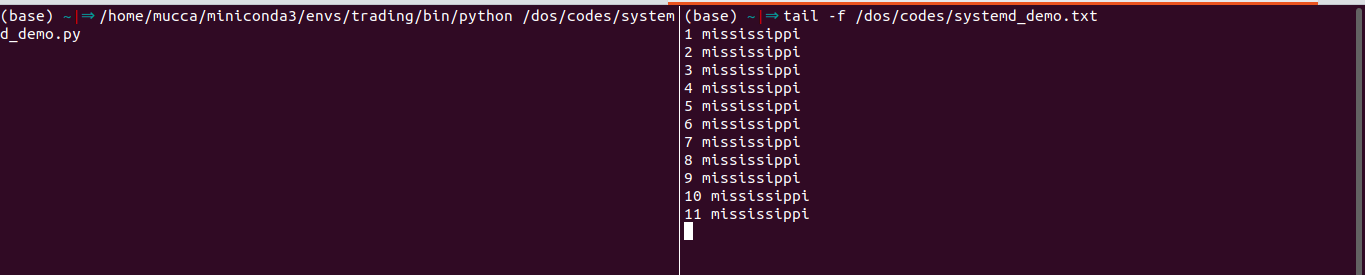 (base) ~|⇒/home/mucca/miniconda3/envs/trading/bin/python /dos/codes/system
d_demo.py
(base) ~|⇒tail -f /dos/codes/systemd_demo.txt
1 mississippi
2 mississippi
3 mississippi
4 mississippi
5 mississippi
6 mississippi
7 mississippi
8 mississippi
9 mississippi
10 mississippi
11 mississippi